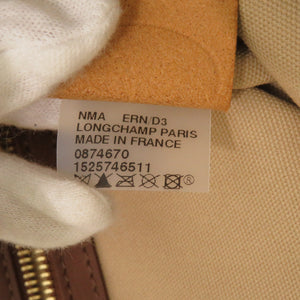 NMA ERN/D3
LONGCHAMP PARIS
MADE IN FRANCE
0874670
1525746511